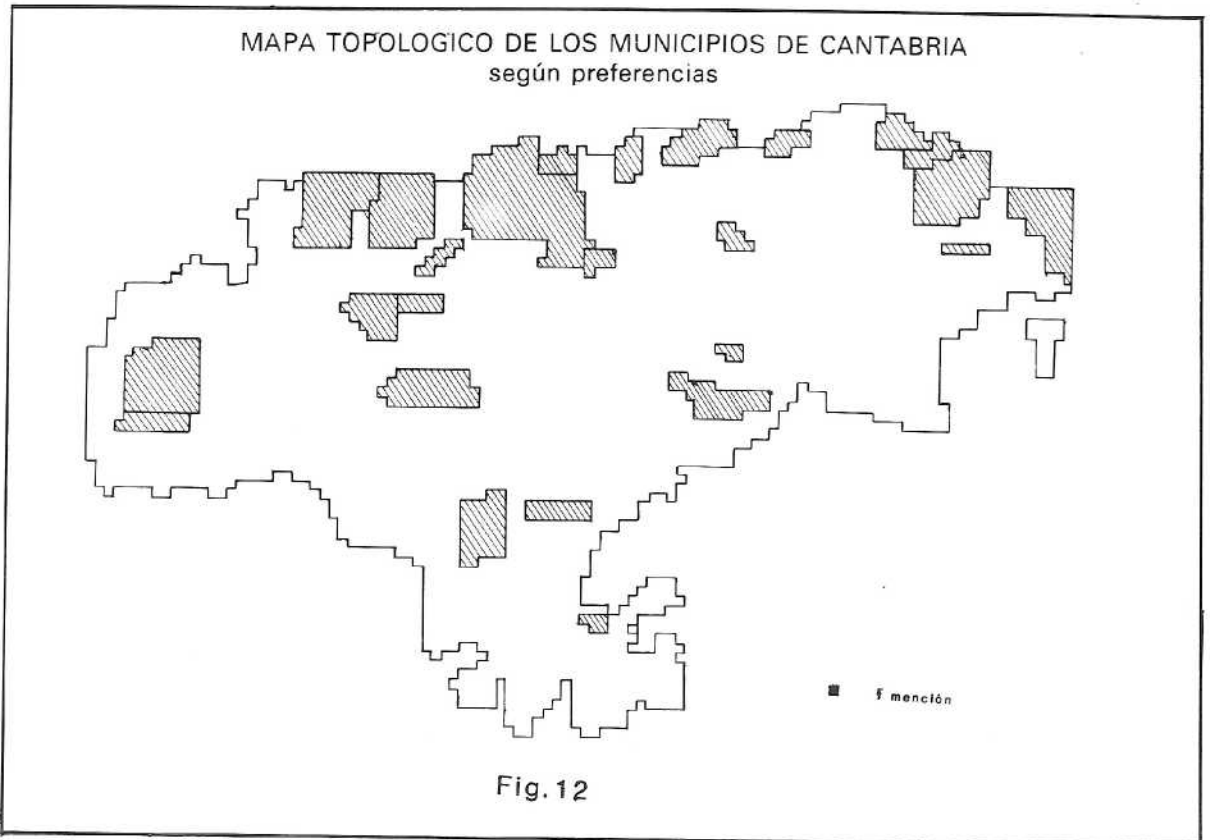 MAPA TOPOLOGICO DE LOS MUNICIPIOS DE CANTABRIA
según preferencias
mención
Fig. 12